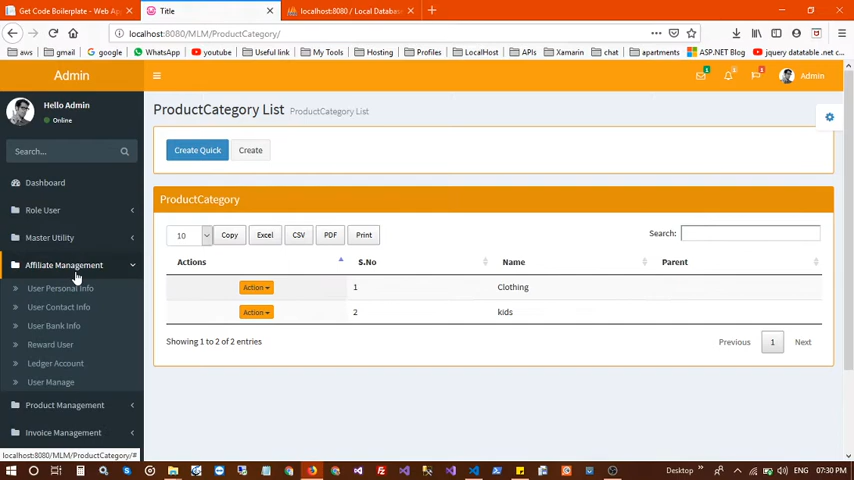 Get Code Boilerplate - Web Ap
Title
localhost:8080 / Local Databas
localhost:8080/MLM/ProductCategory/
aws git gmail google WhatsApp youtube Useful link My Tools Hosting Profiles LocalHost APIs Xamarin chat apartments ASP.NET Blog jquery datatable .net c...
Admin
Admin
Hello Admin
Online
Search...
Dashboard
Role User
Master Utility
Affiliate Management
User Personal Info
User Contact Info
User Bank Info
Reward User
Ledger Account
User Manage
Product Management
Invoice Management
localhost:8080/MLM/ProductCategory/#
ProductCategory List ProductCategory List
Create Quick Create
ProductCategory
10 Copy Excel CSV PDF Print Search:
Actions S.No Name Parent
Action 1 Clothing
Action 2 kids
Showing 1 to 2 of 2 entries Previous 1 Next
Desktop ENG 07:30 PM